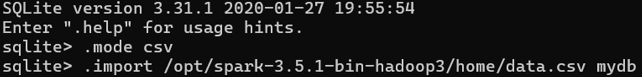 SQLite version 3.31.1 2020-01-27 19:55:54
Enter ".help" for usage hints.
sqlite> .mode csv
sqlite> .import /opt/spark-3.5.1-bin-hadoop3/home/data.csv mydb